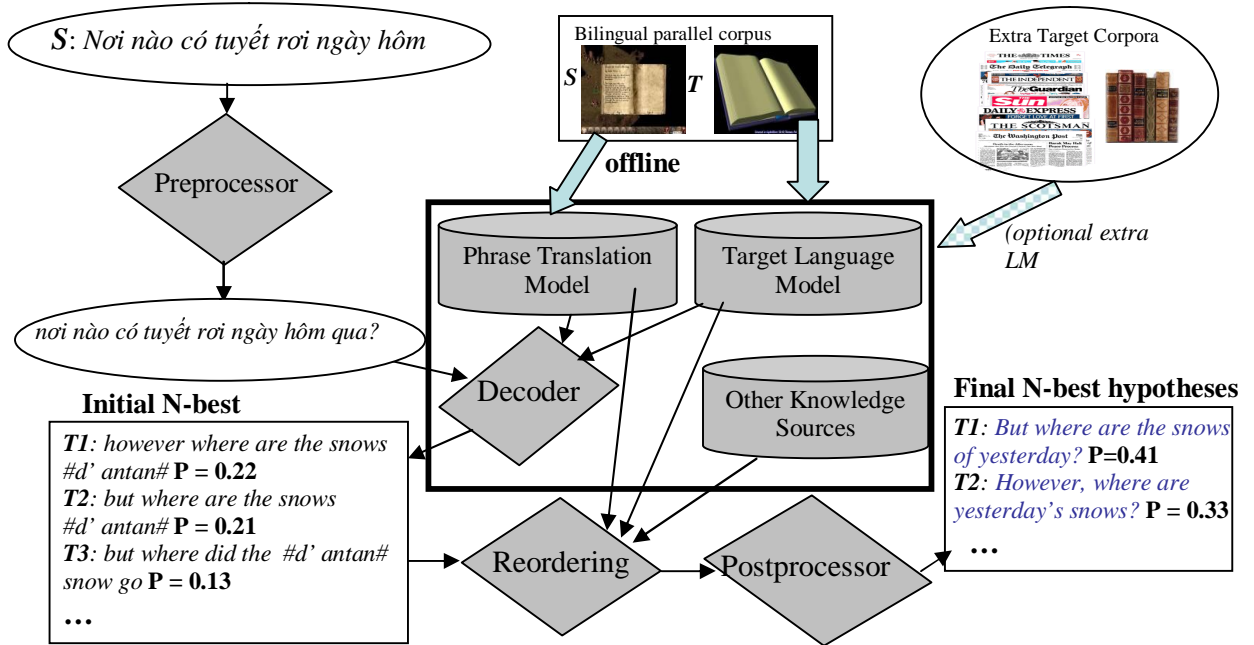 S: Nơi nào có tuyết rơi ngày hôm
Bilingual parallel corpus
S
T
Extra Target Corpora
THE TIMES
The Daily Telegraph
THE INDEPENDENT
The Guardian
The Sun
DAILY EXPRESS
FORGET LOVE AT FIRST
THE SCOTSMAN
The Washington Post
offline
Preprocessor
(optional extra
LM
Phrase Translation
Model
Target Language
Model
nơi nào có tuyết rơi ngày hôm qua?
Decoder
Other Knowledge
Sources
Initial N-best
T1: however where are the snows
#d' antan# P = 0.22
T2: but where are the snows
#d' antan# P = 0.21
T3: but where did the #d' antan#
snow go P = 0.13
…
Reordering
Postprocessor
Final N-best hypotheses
T1: But where are the snows
of yesterday? P=0.41
T2: However, where are
yesterday's snows? P = 0.33
…